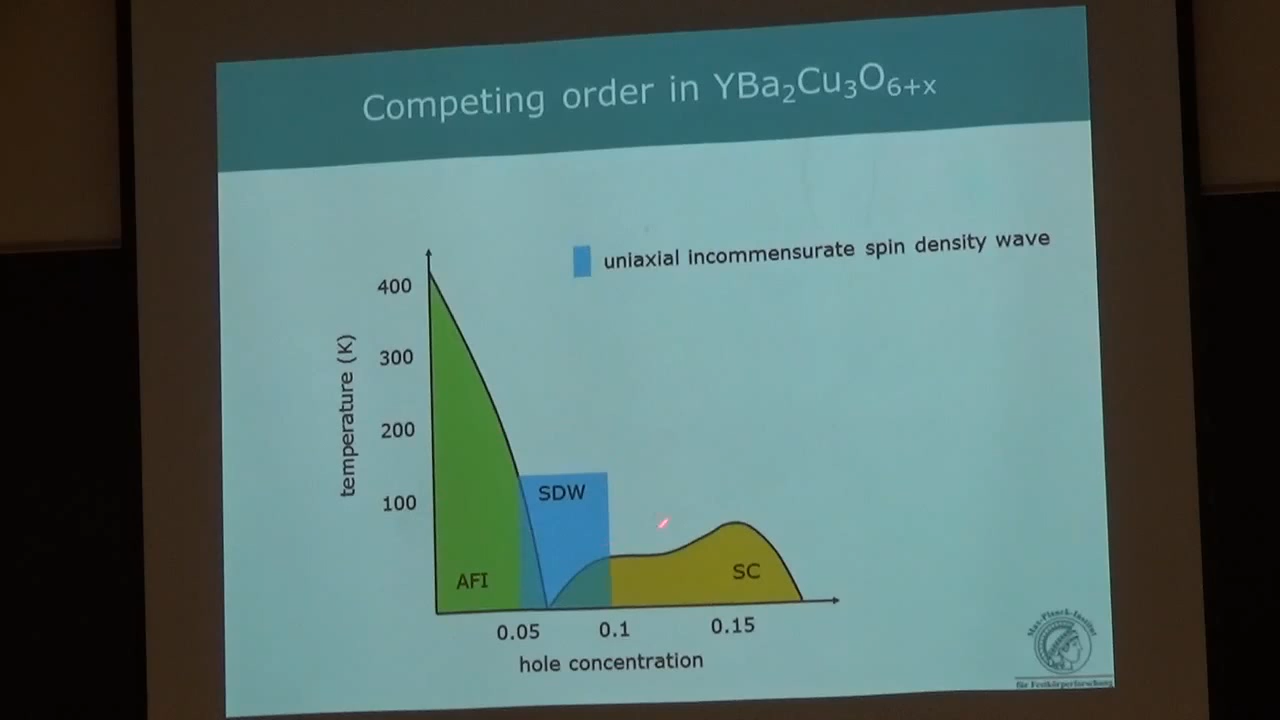 Competing order in YBa₂Cu₃O₆₊ₓ
uniaxial incommensurate spin density wave
400
300
200
100
temperature (K)
SDW
AFI
SC
0.05
0.1
0.15
hole concentration
Max-Planck-Institut
für Festkörperforschung